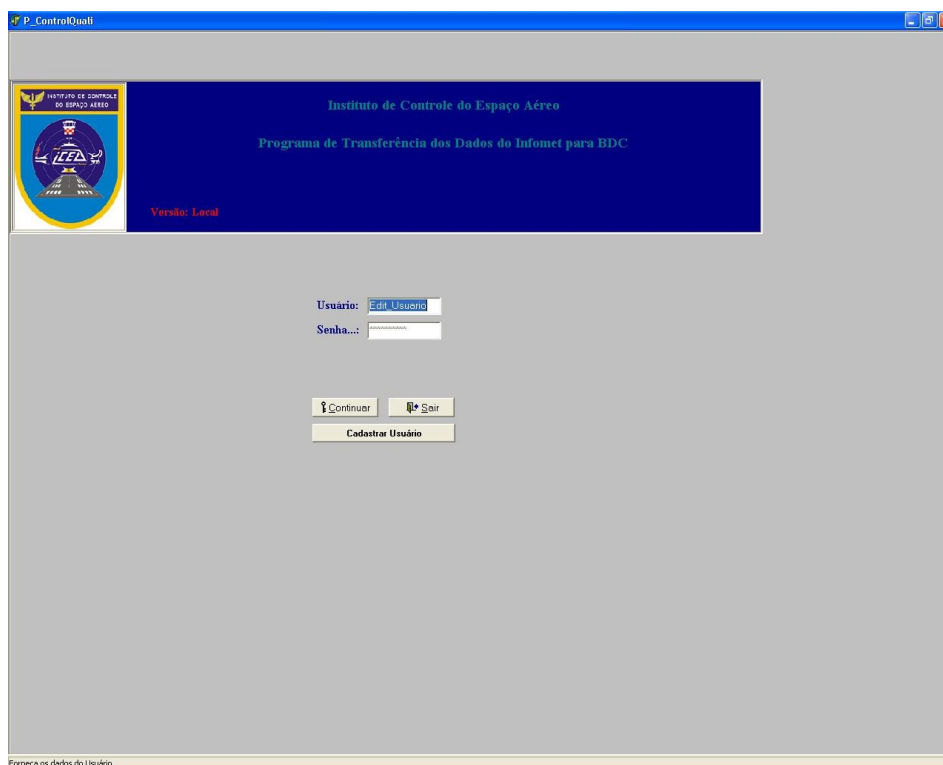 P_ControlQuali
INSTITUTO DE CONTROLE
DO ESPAÇO AÉREO
ICEA
Instituto de Controle do Espaço Aéreo
Programa de Transferência dos Dados do Infomet para BDC
Versão: Local
Usuário: Edit_Usuario
Senha...: **********
Continuar Sair
Cadastrar Usuário
Forneça os dados do Usuário